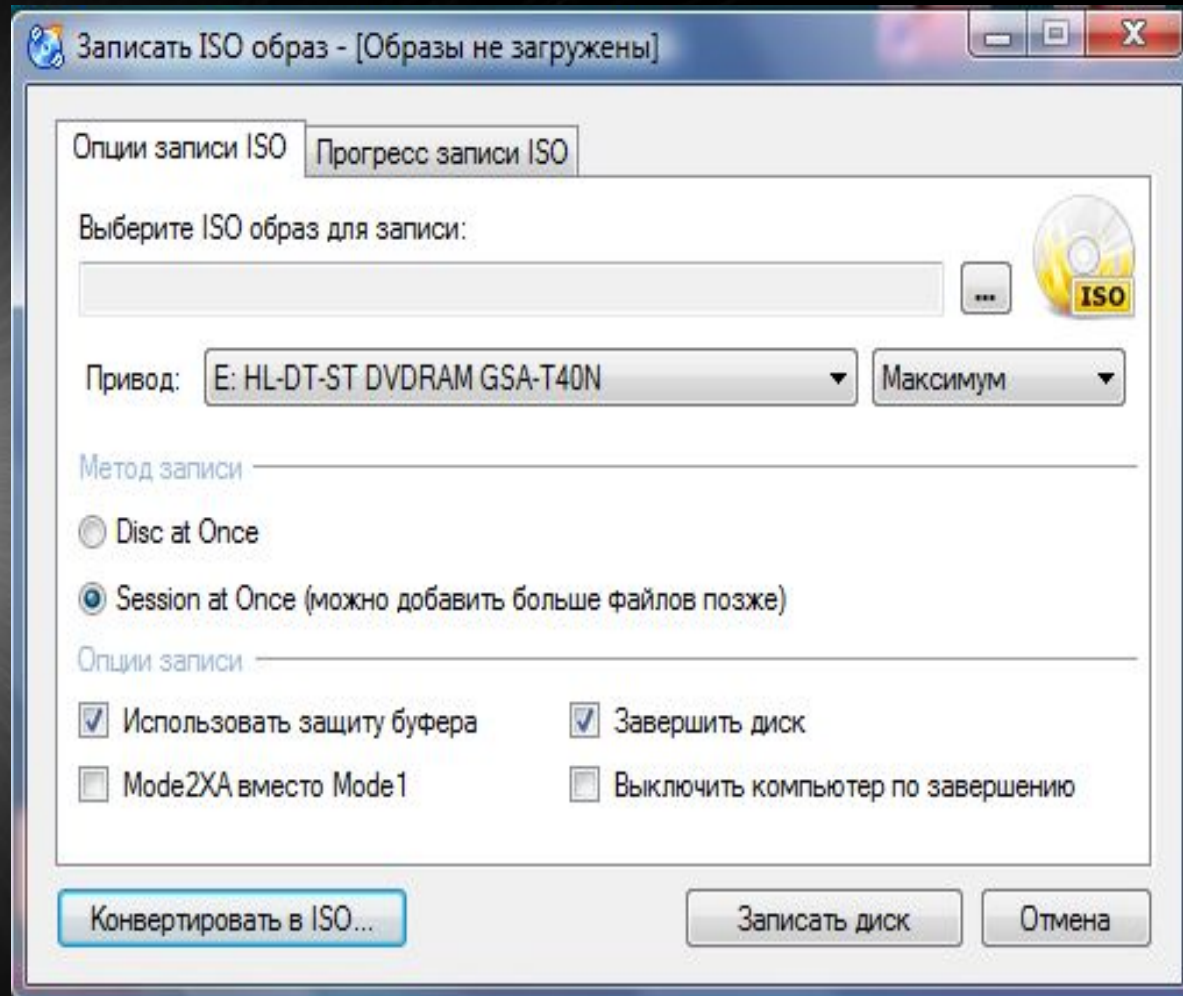 Записать ISO образ - [Образы не загружены]
Опции записи ISO
Прогресс записи ISO
Выберите ISO образ для записи:
...
ISO
Привод:
E: HL-DT-ST DVDRAM GSA-T40N
Максимум
Метод записи
Disc at Once
Session at Once (можно добавить больше файлов позже)
Опции записи
Использовать защиту буфера
Завершить диск
Mode2XA вместо Mode1
Выключить компьютер по завершению
Конвертировать в ISO...
Записать диск
Отмена